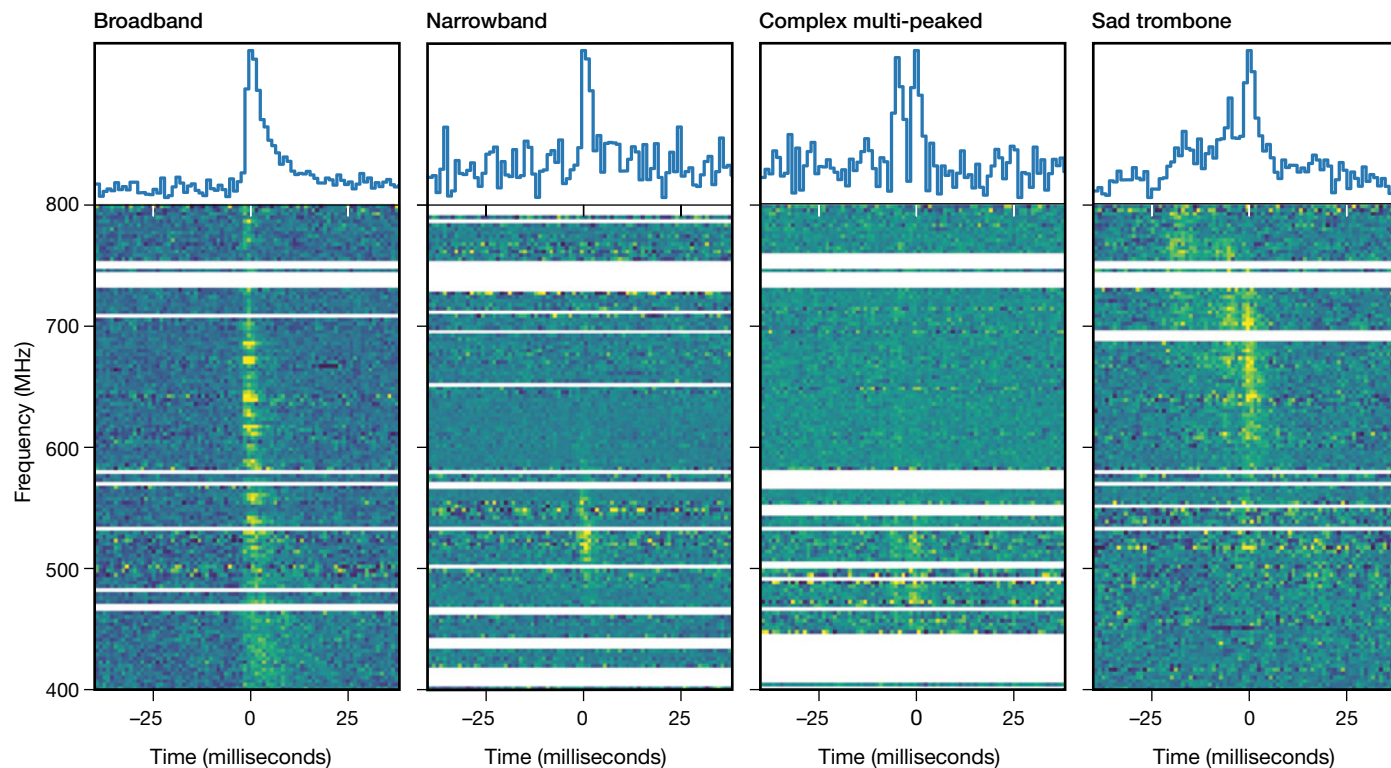 Broadband
Narrowband
Complex multi-peaked
Sad trombone
800
700
600
500
400
Frequency (MHz)
−25 0 25
−25 0 25
−25 0 25
−25 0 25
Time (milliseconds)
Time (milliseconds)
Time (milliseconds)
Time (milliseconds)